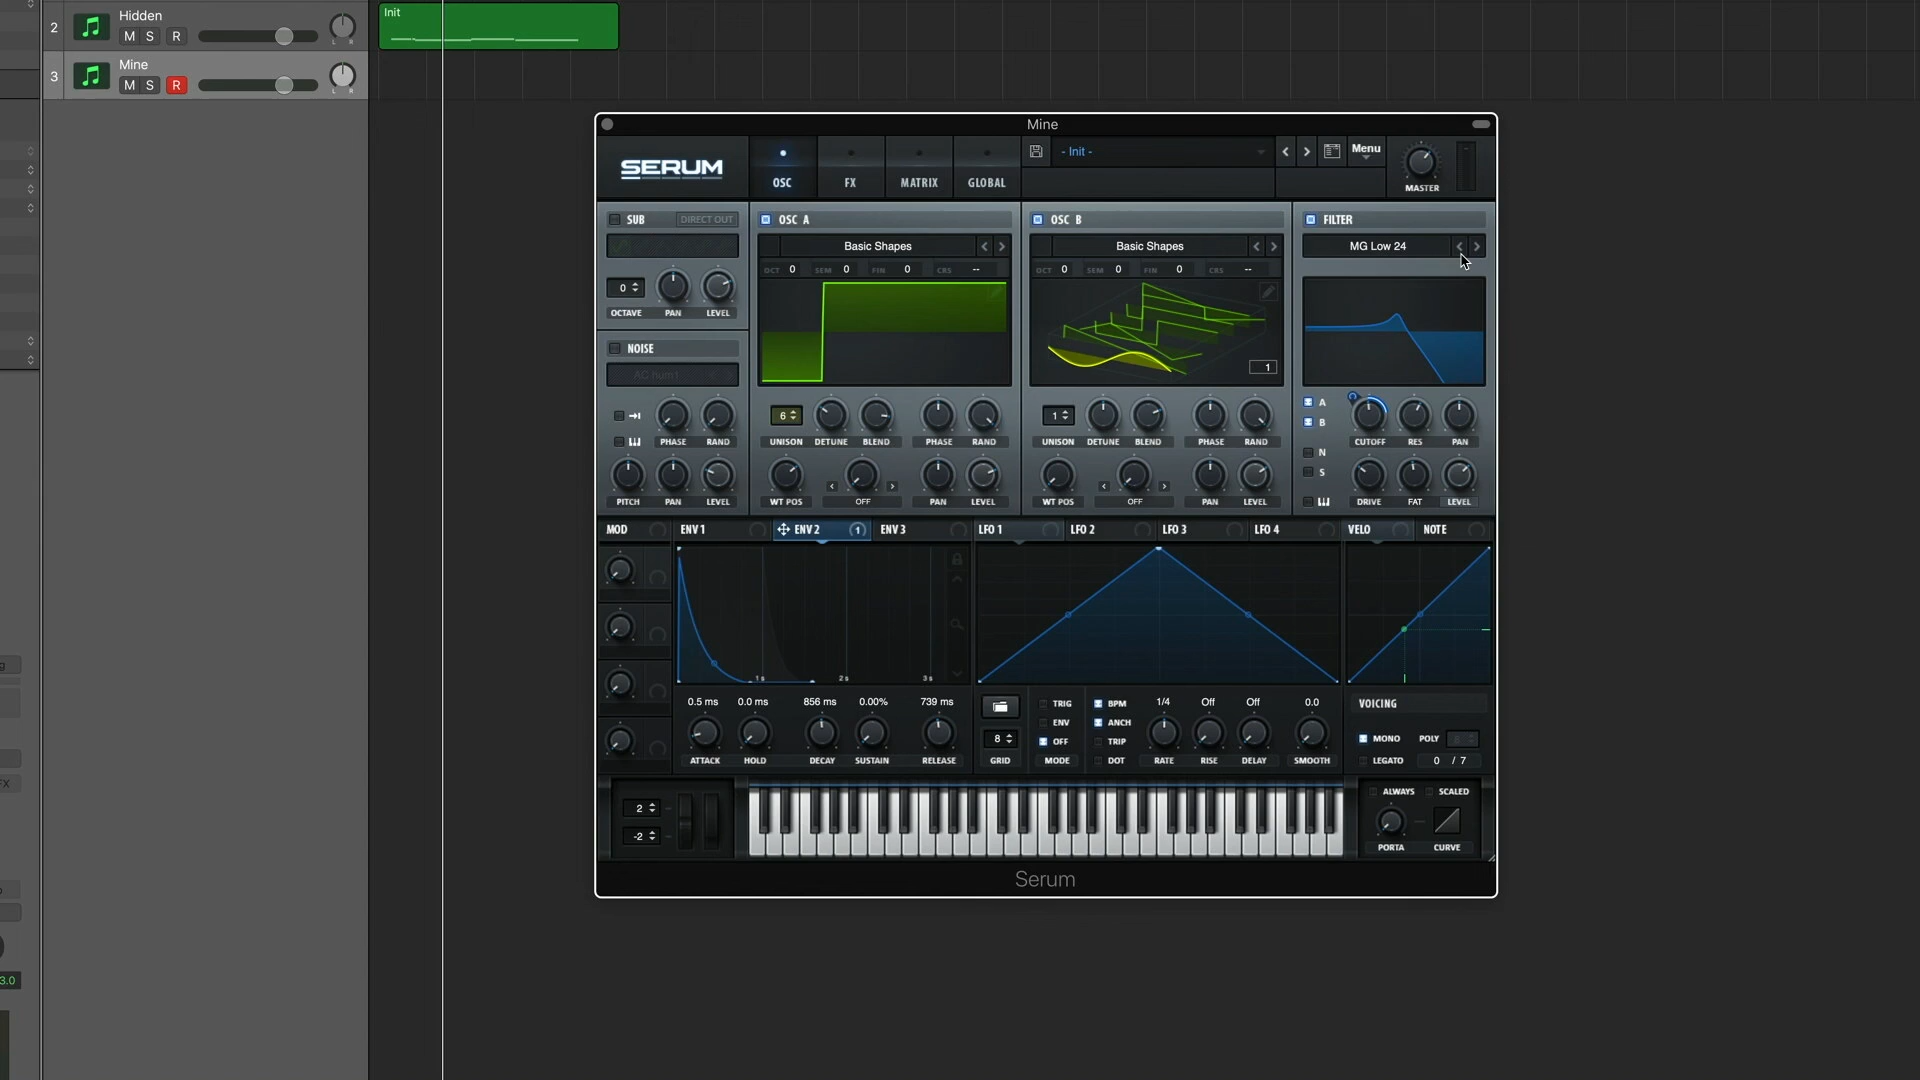 2 Hidden
M S R
L R
Init
3 Mine
M S R
L R
Mine
SERUM
OSC FX MATRIX GLOBAL
- Init -
Menu
MASTER
SUB DIRECT OUT
OSC A
OSC B
FILTER
Basic Shapes
Basic Shapes
MG Low 24
OCT 0 SEM 0 FIN 0 CRS --
OCT 0 SEM 0 FIN 0 CRS --
0
OCTAVE PAN LEVEL
NOISE
AC hum1
1
6
1
A
B
PHASE RAND
UNISON DETUNE BLEND PHASE RAND
UNISON DETUNE BLEND PHASE RAND
CUTOFF RES PAN
N
S
PITCH PAN LEVEL
WT POS OFF PAN LEVEL
WT POS OFF PAN LEVEL
DRIVE FAT LEVEL
MOD ENV 1 ENV 2 1 ENV 3 LFO 1 LFO 2 LFO 3 LFO 4 VELO NOTE
1s 2s 3s
0.5 ms 0.0 ms 856 ms 0.00% 739 ms
ATTACK HOLD DECAY SUSTAIN RELEASE
8
GRID
TRIG
ENV
OFF
MODE
BPM
ANCH
TRIP
DOT
1/4 Off Off 0.0
RATE RISE DELAY SMOOTH
VOICING
MONO POLY
LEGATO 0 / 7
2
-2
ALWAYS SCALED
PORTA CURVE
Serum
g
FX
3.0